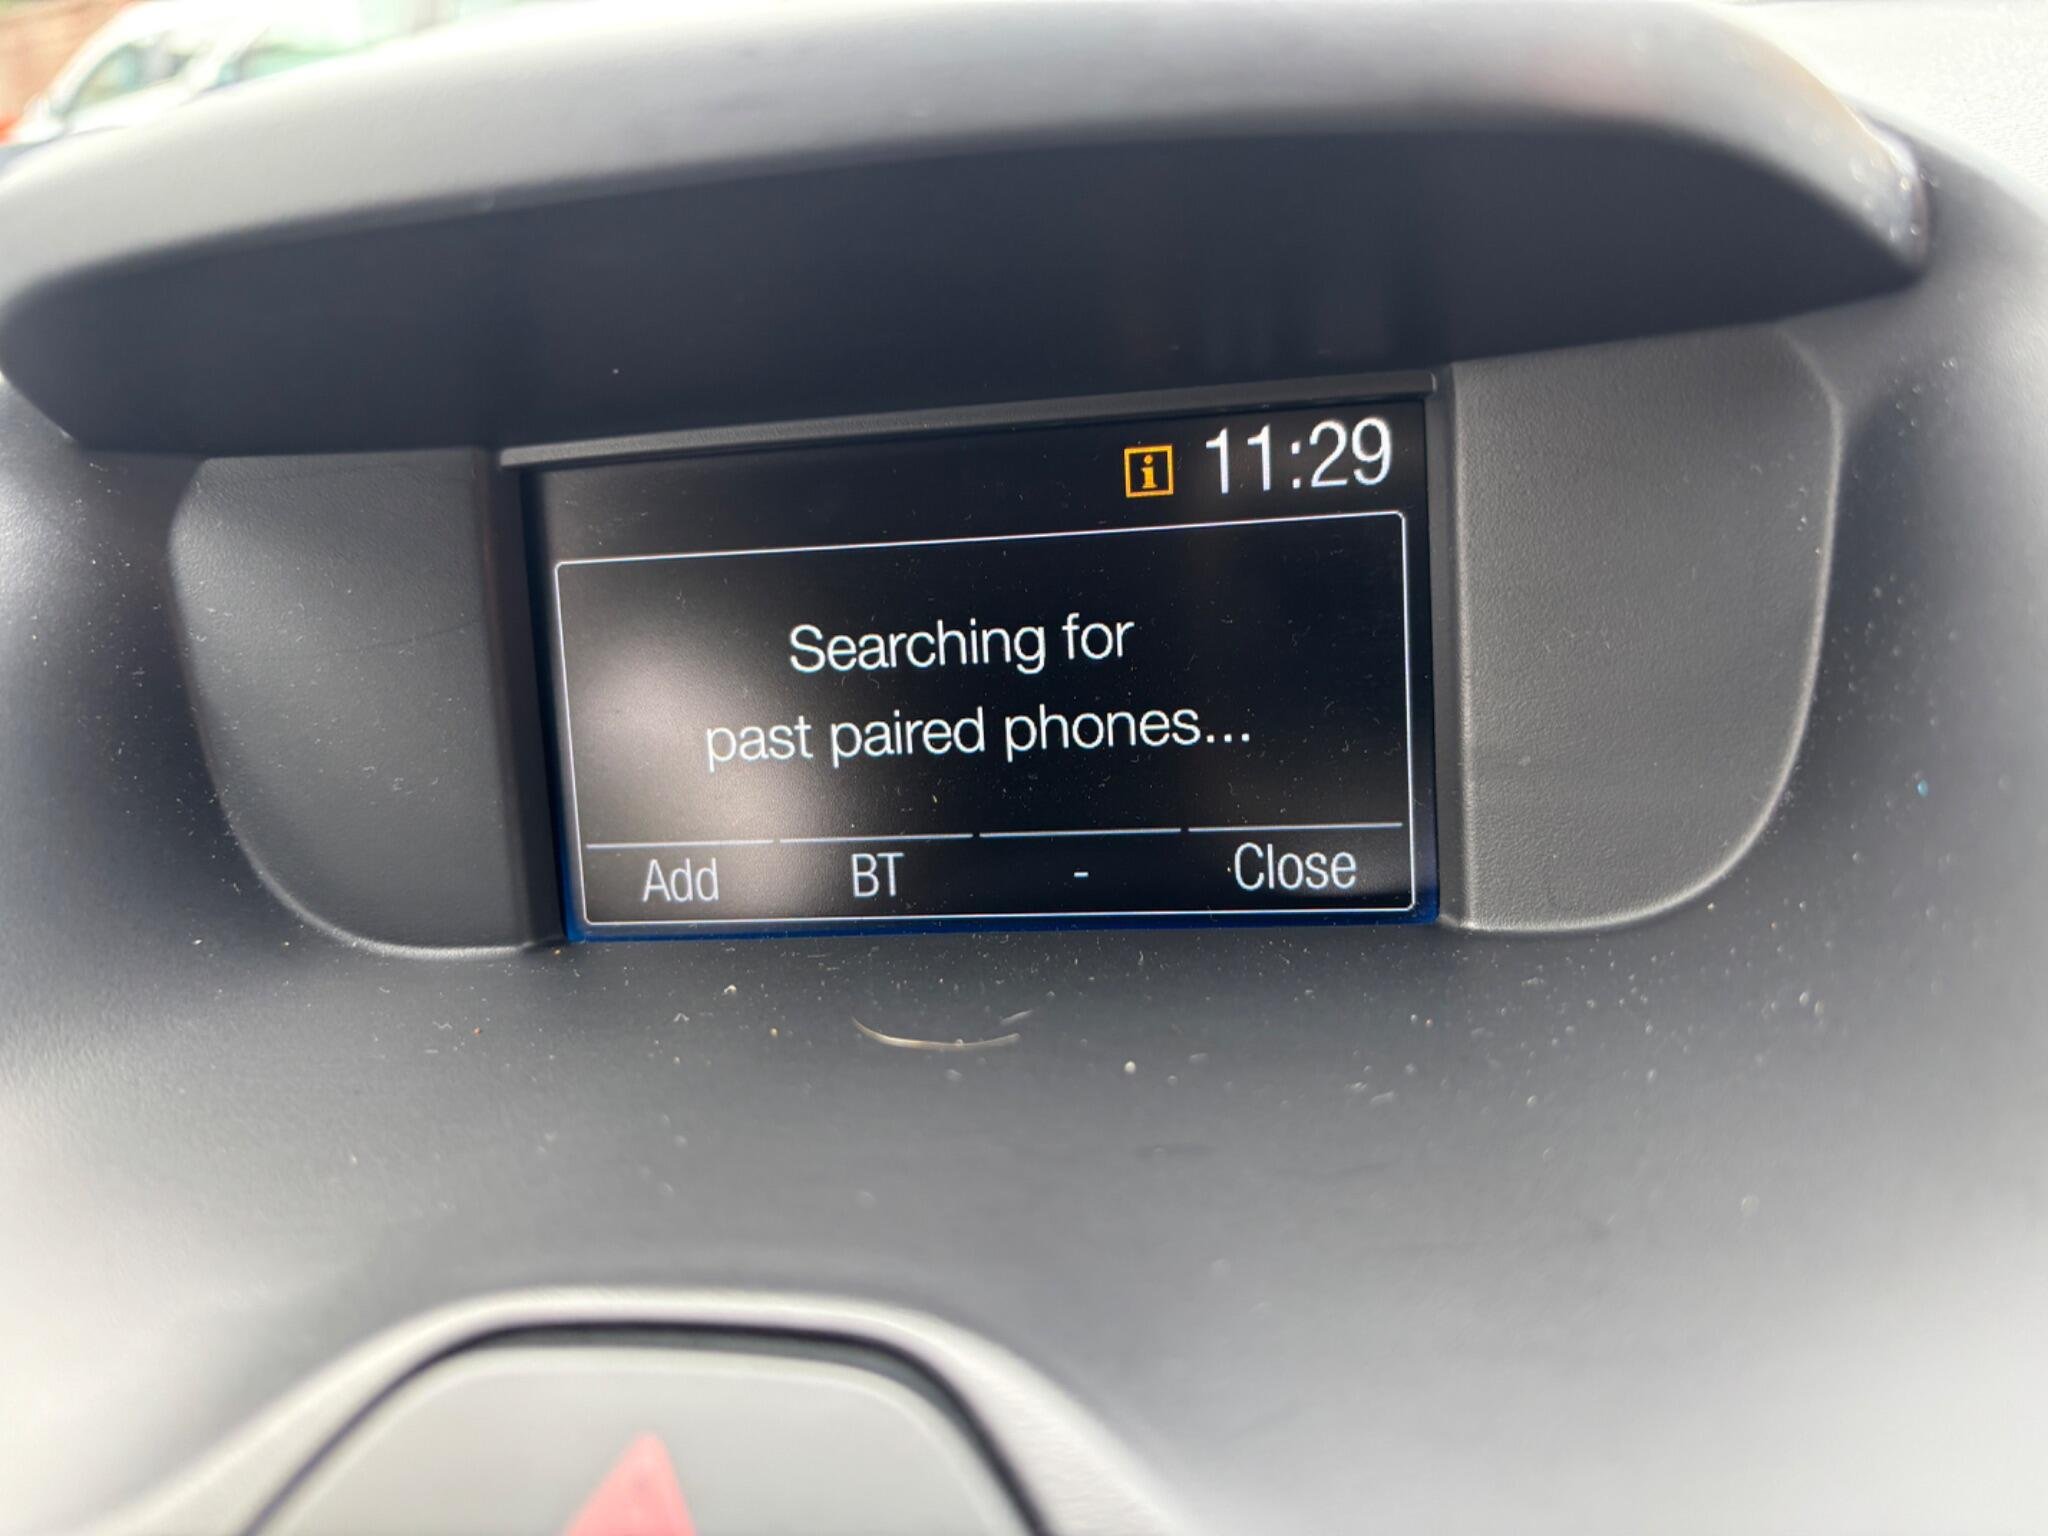 i 11:29
Searching for
past paired phones...
Add BT - Close